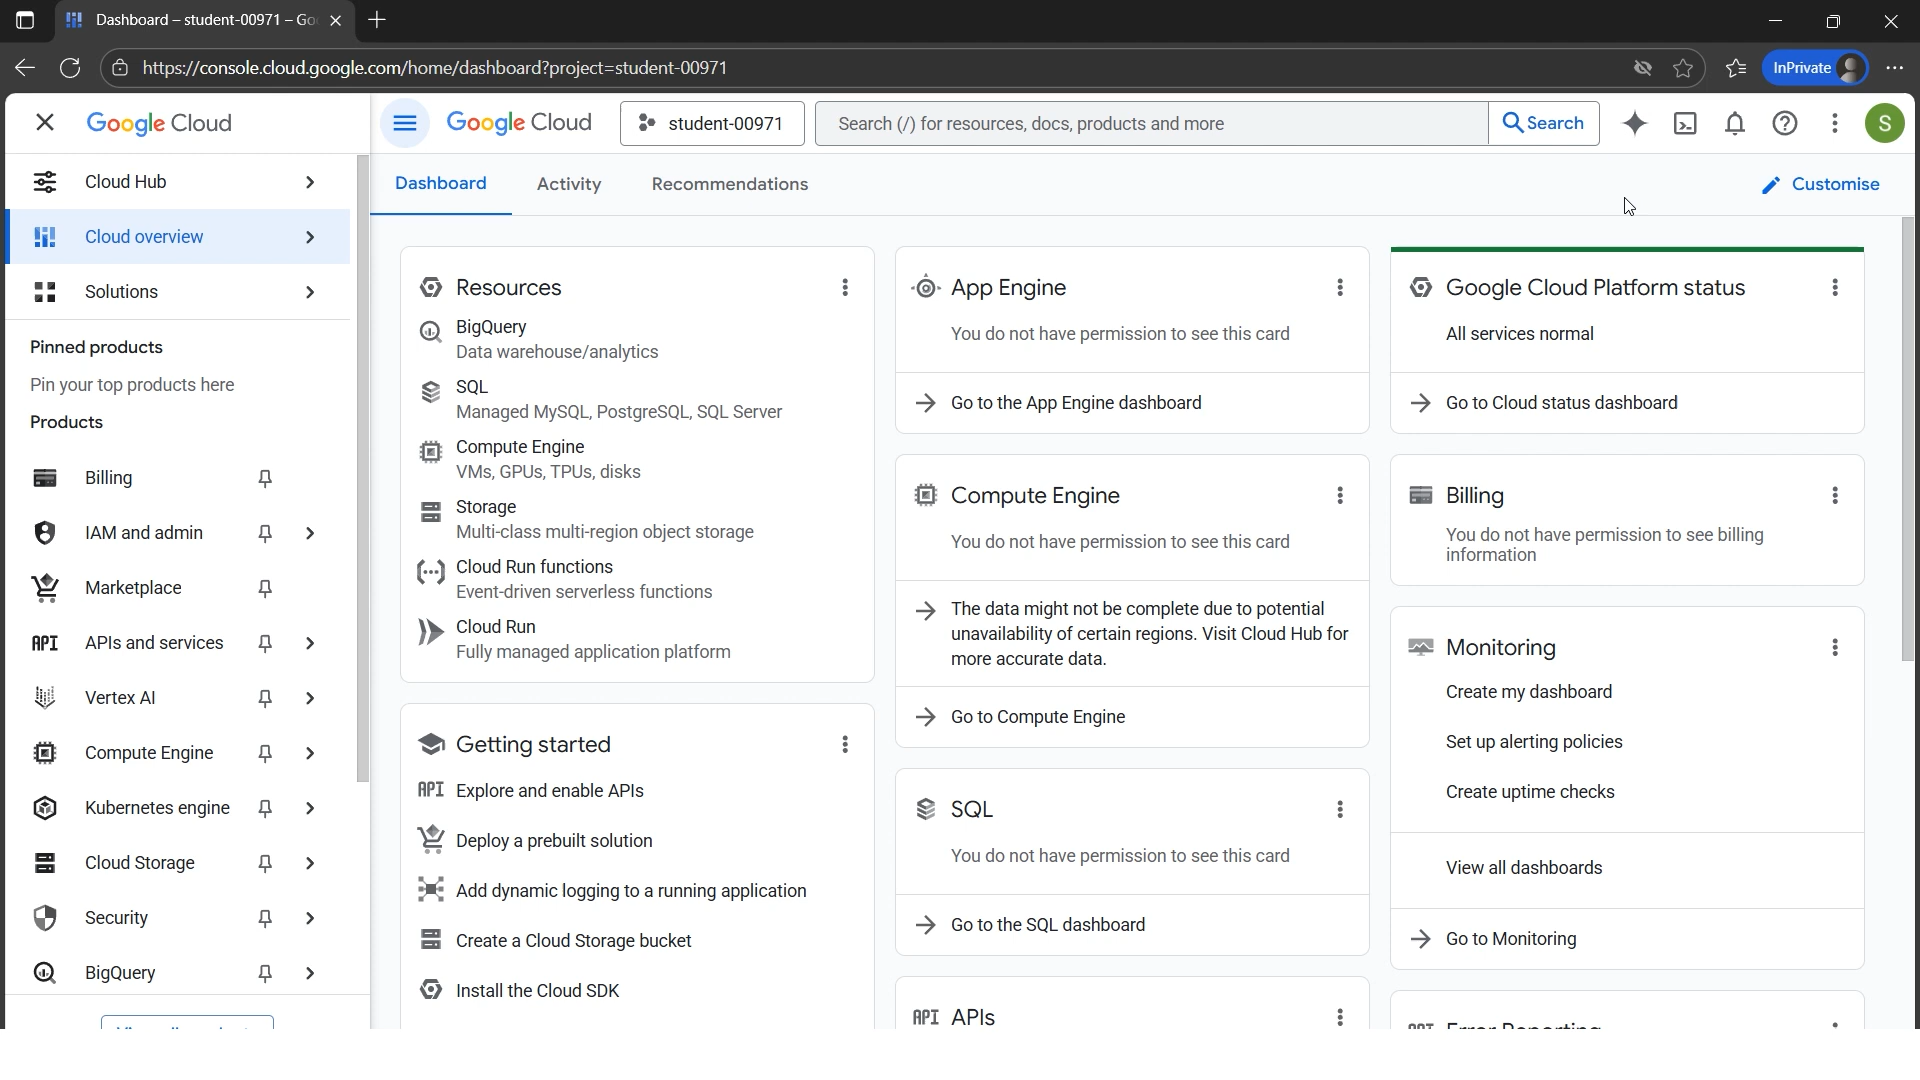 Dashboard – student-00971 – Go
https://console.cloud.google.com/home/dashboard?project=student-00971
InPrivate
Google Cloud
Google Cloud
student-00971
Search (/) for resources, docs, products and more
Search
S
Cloud Hub
Cloud overview
Solutions
Pinned products
Pin your top products here
Products
Billing
IAM and admin
Marketplace
API APIs and services
Vertex AI
Compute Engine
Kubernetes engine
Cloud Storage
Security
BigQuery
Dashboard
Activity
Recommendations
Customise
Resources
BigQuery
Data warehouse/analytics
SQL
Managed MySQL, PostgreSQL, SQL Server
Compute Engine
VMs, GPUs, TPUs, disks
Storage
Multi-class multi-region object storage
Cloud Run functions
Event-driven serverless functions
Cloud Run
Fully managed application platform
Getting started
API Explore and enable APIs
Deploy a prebuilt solution
Add dynamic logging to a running application
Create a Cloud Storage bucket
Install the Cloud SDK
App Engine
You do not have permission to see this card
Go to the App Engine dashboard
Compute Engine
You do not have permission to see this card
The data might not be complete due to potential
unavailability of certain regions. Visit Cloud Hub for
more accurate data.
Go to Compute Engine
SQL
You do not have permission to see this card
Go to the SQL dashboard
API APIs
Google Cloud Platform status
All services normal
Go to Cloud status dashboard
Billing
You do not have permission to see billing
information
Monitoring
Create my dashboard
Set up alerting policies
Create uptime checks
View all dashboards
Go to Monitoring
Error Reporting